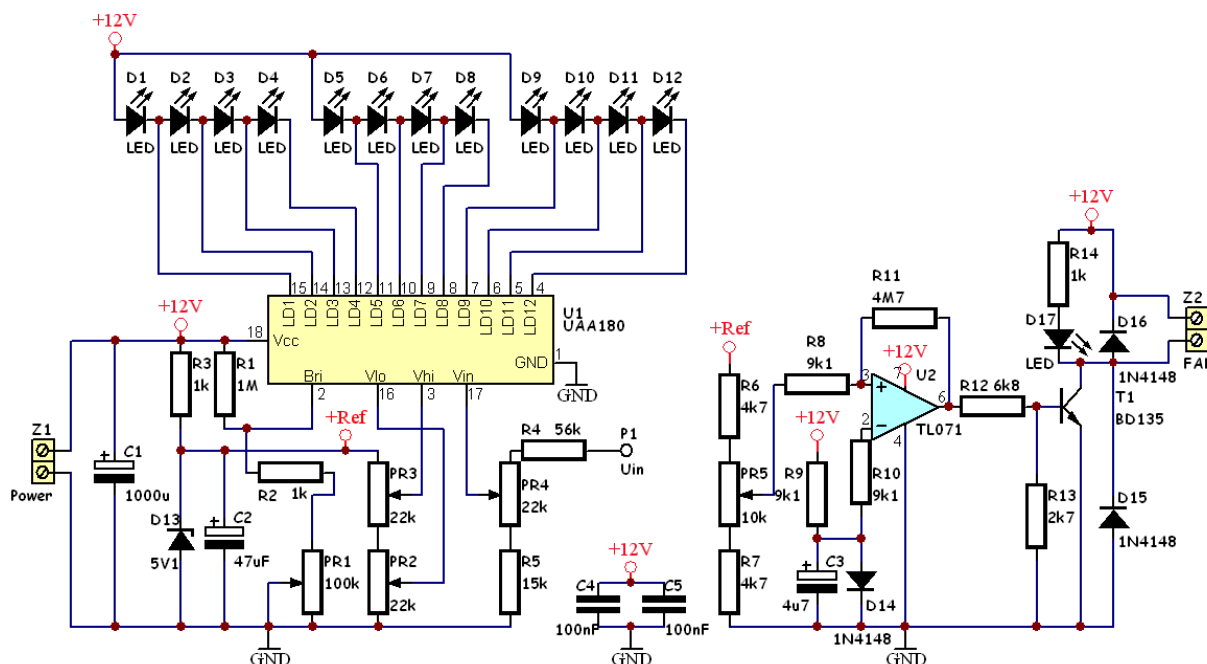 +12V
D1 D2 D3 D4 D5 D6 D7 D8 D9 D10 D11 D12
LED LED LED LED LED LED LED LED LED LED LED LED
15 14 13 12 11 10 9 8 7 6 5 4
LD1 LD2 LD3 LD4 LD5 LD6 LD7 LD8 LD9 LD10 LD11 LD12
U1
UAA180
+12V
18
Vcc
GND
1
GND
Bri
Vlo
Vhi
Vin
2
16
3
17
R3
1k
R1
1M
+Ref
Z1
Power
C1
+
1000u
R2
1k
D13
5V1
C2
+
47uF
PR1
100k
PR3
22k
PR2
22k
R4
56k
P1
Uin
PR4
22k
R5
15k
GND
+12V
C4
C5
100nF
100nF
GND
+Ref
R6
4k7
PR5
10k
R7
4k7
R8
9k1
R11
4M7
+12V
7
U2
3
+
2
−
6
4
TL071
+12V
R9
9k1
R10
9k1
C3
+
4u7
D14
1N4148
GND
R12 6k8
R13
2k7
+12V
R14
1k
D17
LED
D16
1N4148
T1
BD135
D15
1N4148
Z2